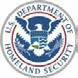 U.S. DEPARTMENT OF
HOMELAND SECURITY